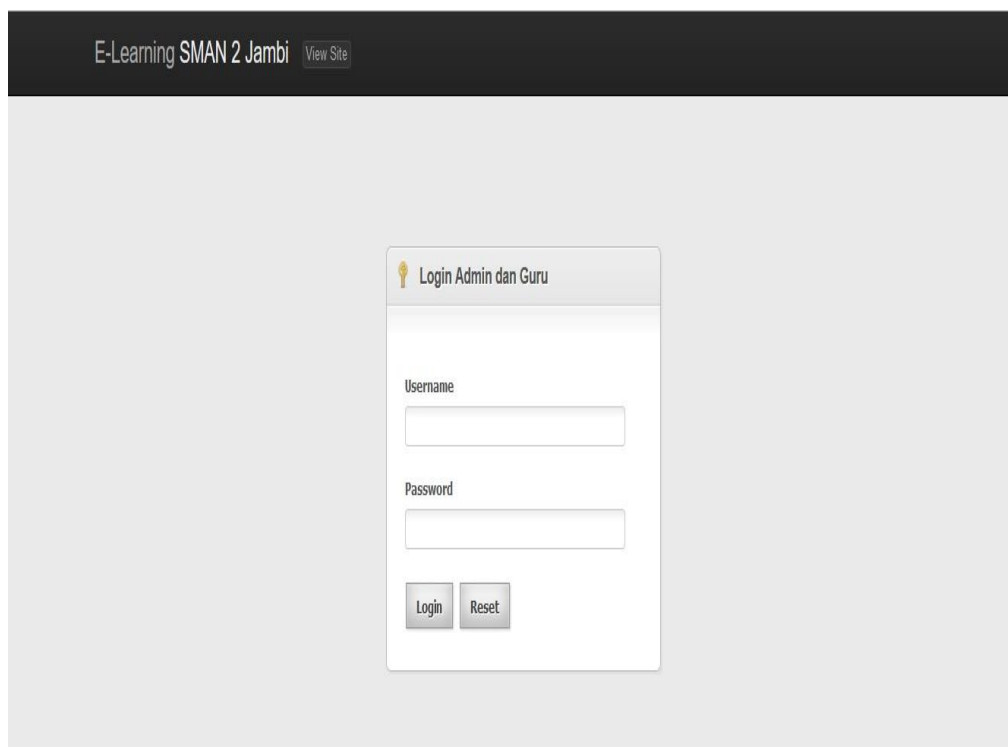 E-Learning SMAN 2 Jambi View Site
Login Admin dan Guru
Username
Password
Login Reset